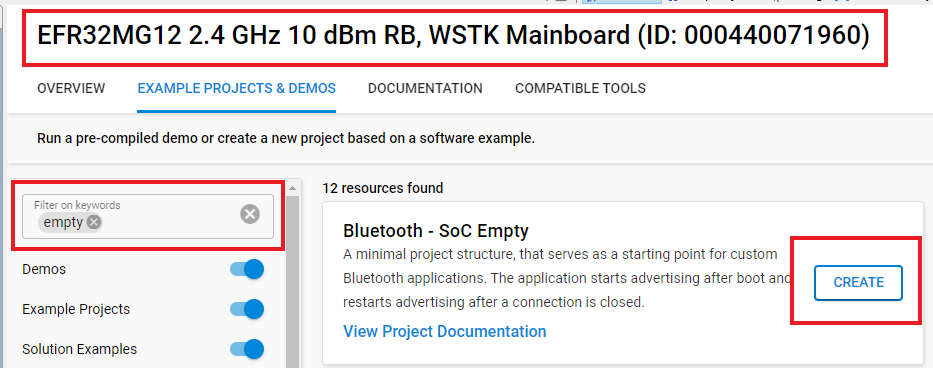 EFR32MG12 2.4 GHz 10 dBm RB, WSTK Mainboard (ID: 000440071960)
OVERVIEW EXAMPLE PROJECTS & DEMOS DOCUMENTATION COMPATIBLE TOOLS
Run a pre-compiled demo or create a new project based on a software example.
Filter on keywords
empty
Demos
Example Projects
Solution Examples
12 resources found
Bluetooth - SoC Empty
A minimal project structure, that serves as a starting point for custom
Bluetooth applications. The application starts advertising after boot and
restarts advertising after a connection is closed.
View Project Documentation
CREATE